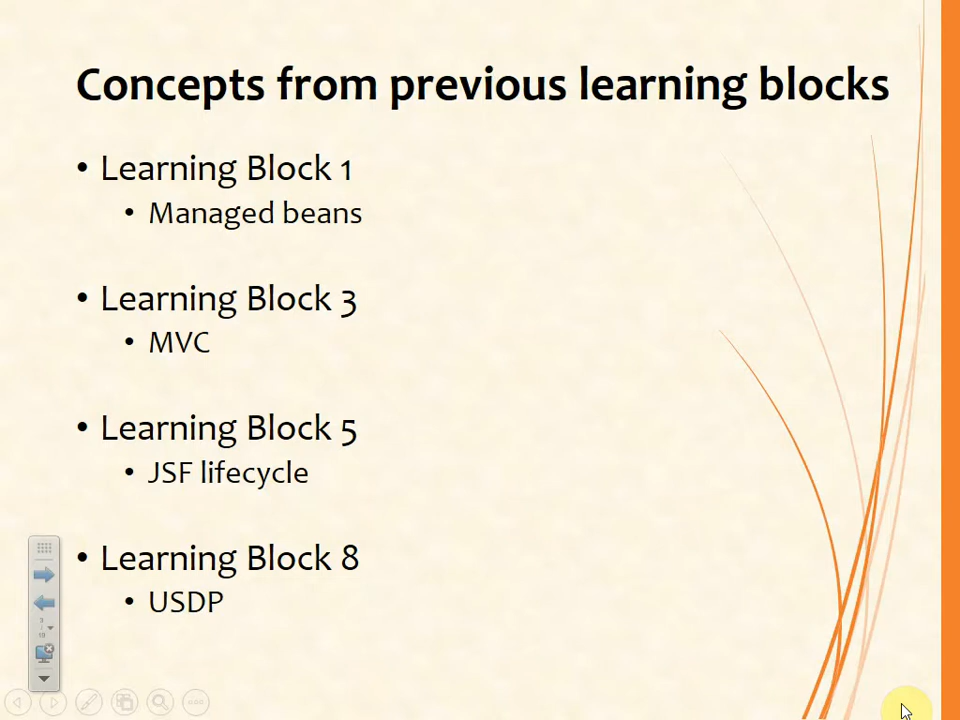 Concepts from previous learning blocks
• Learning Block 1
• Managed beans
• Learning Block 3
• MVC
• Learning Block 5
• JSF lifecycle
• Learning Block 8
• USDP